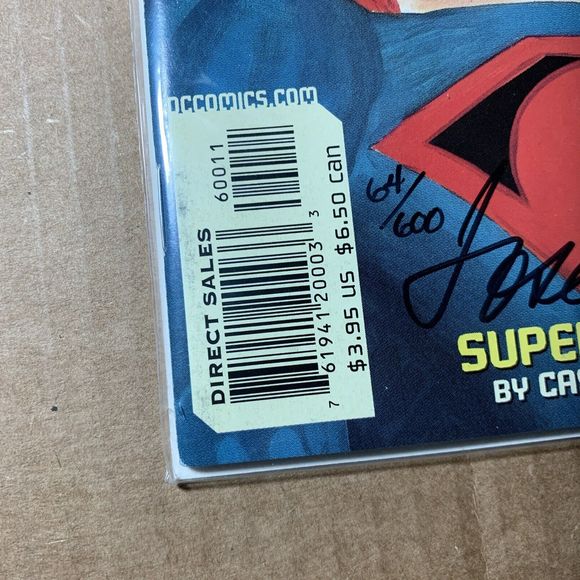 DCCOMICS.COM
60011
DIRECT SALES
7 61941 20003 3
$3.95 US $6.50 can
64/600
SUPER
BY CAS